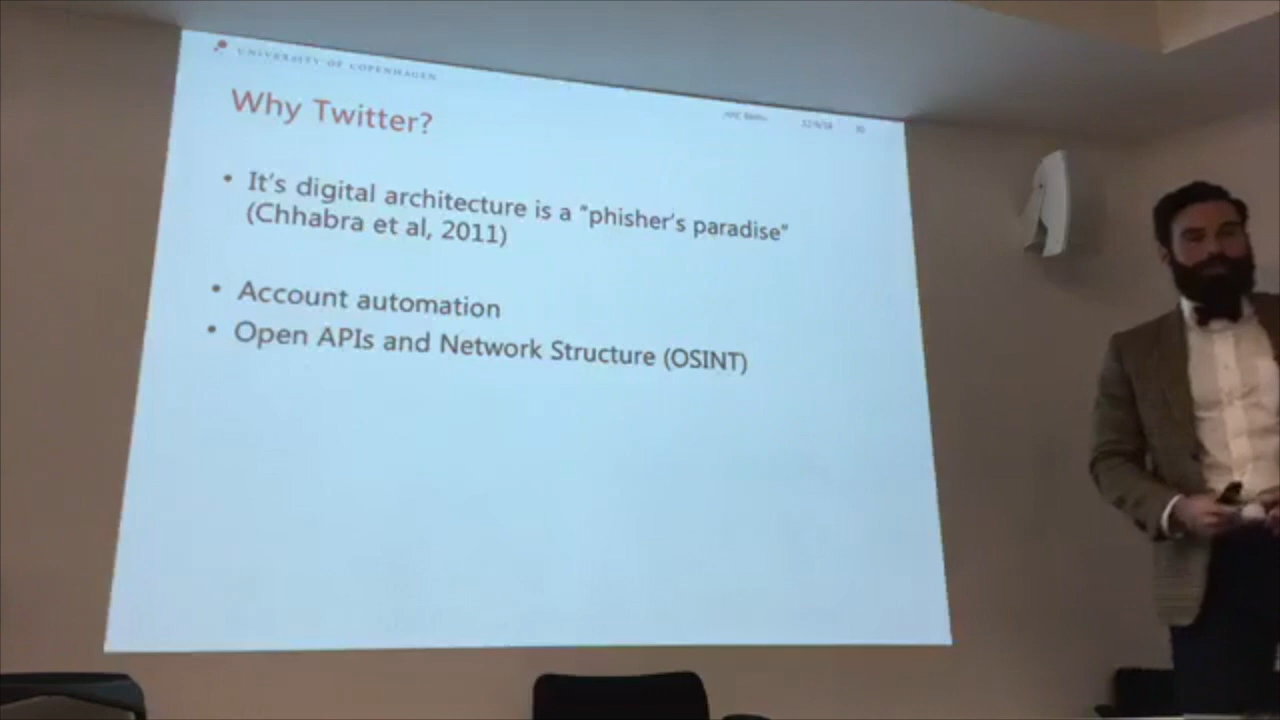 UNIVERSITY OF COPENHAGEN
Why Twitter?
• It's digital architecture is a "phisher's paradise"
(Chhabra et al, 2011)
• Account automation
• Open APIs and Network Structure (OSINT)